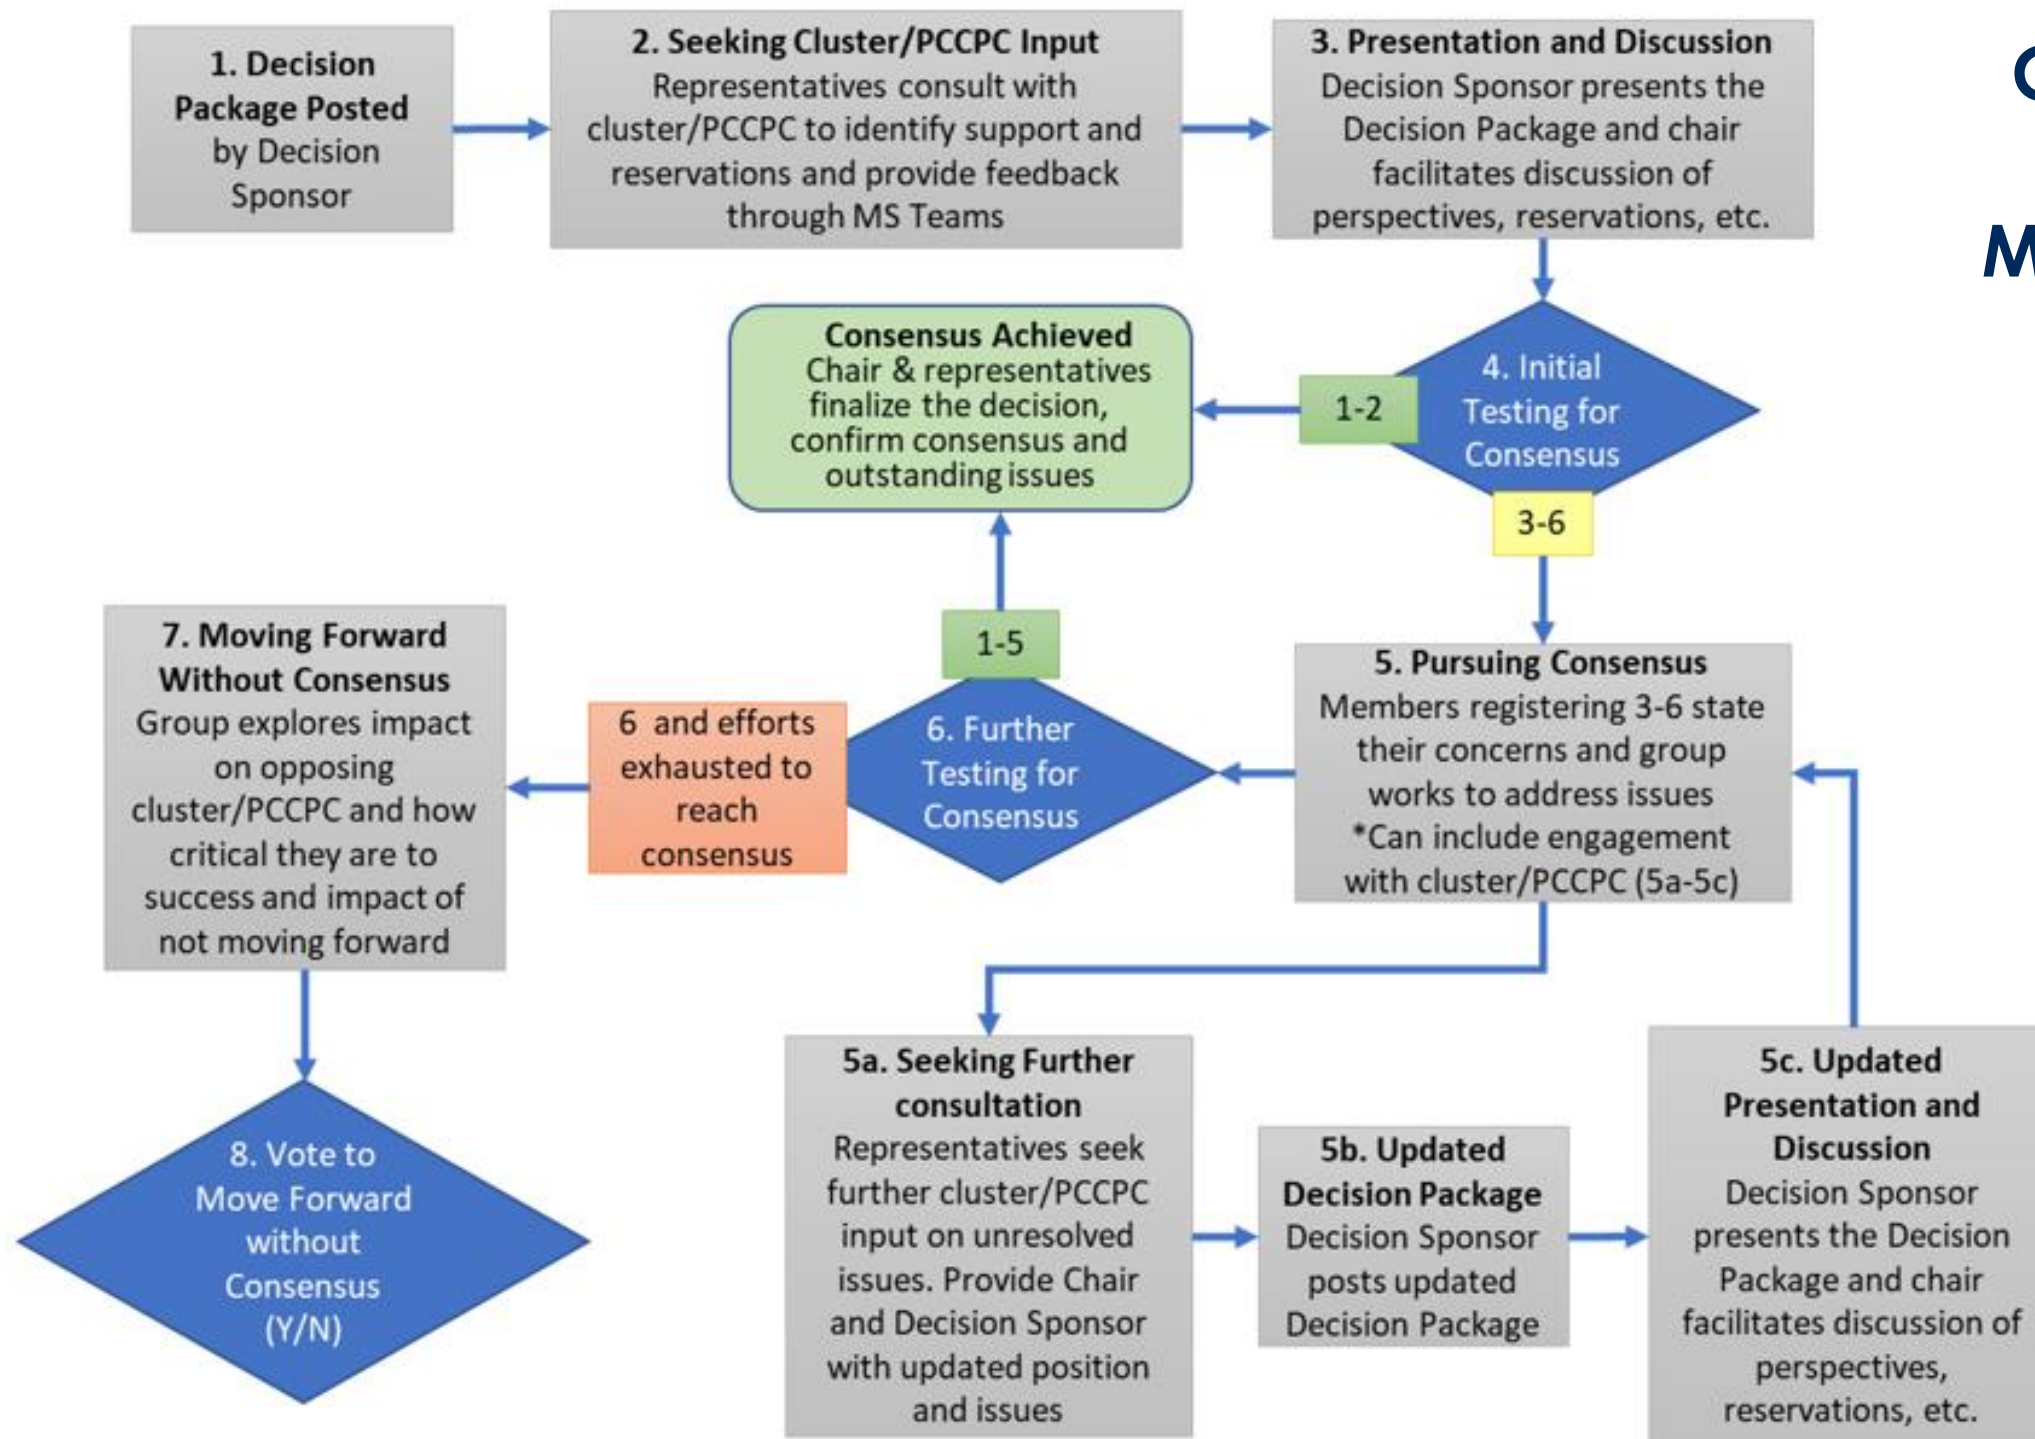 1. Decision
Package Posted
by Decision
Sponsor
2. Seeking Cluster/PCCPC Input
Representatives consult with
cluster/PCCPC to identify support and
reservations and provide feedback
through MS Teams
3. Presentation and Discussion
Decision Sponsor presents the
Decision Package and chair
facilitates discussion of
perspectives, reservations, etc.
4. Initial
Testing for
Consensus
1-2
3-6
Consensus Achieved
Chair & representatives
finalize the decision,
confirm consensus and
outstanding issues
5. Pursuing Consensus
Members registering 3-6 state
their concerns and group
works to address issues
*Can include engagement
with cluster/PCCPC (5a-5c)
6. Further
Testing for
Consensus
1-5
6 and efforts
exhausted to
reach
consensus
7. Moving Forward
Without Consensus
Group explores impact
on opposing
cluster/PCCPC and how
critical they are to
success and impact of
not moving forward
8. Vote to
Move Forward
without
Consensus
(Y/N)
5a. Seeking Further
consultation
Representatives seek
further cluster/PCCPC
input on unresolved
issues. Provide Chair
and Decision Sponsor
with updated position
and issues
5b. Updated
Decision Package
Decision Sponsor
posts updated
Decision Package
5c. Updated
Presentation and
Discussion
Decision Sponsor
presents the Decision
Package and chair
facilitates discussion of
perspectives,
reservations, etc.